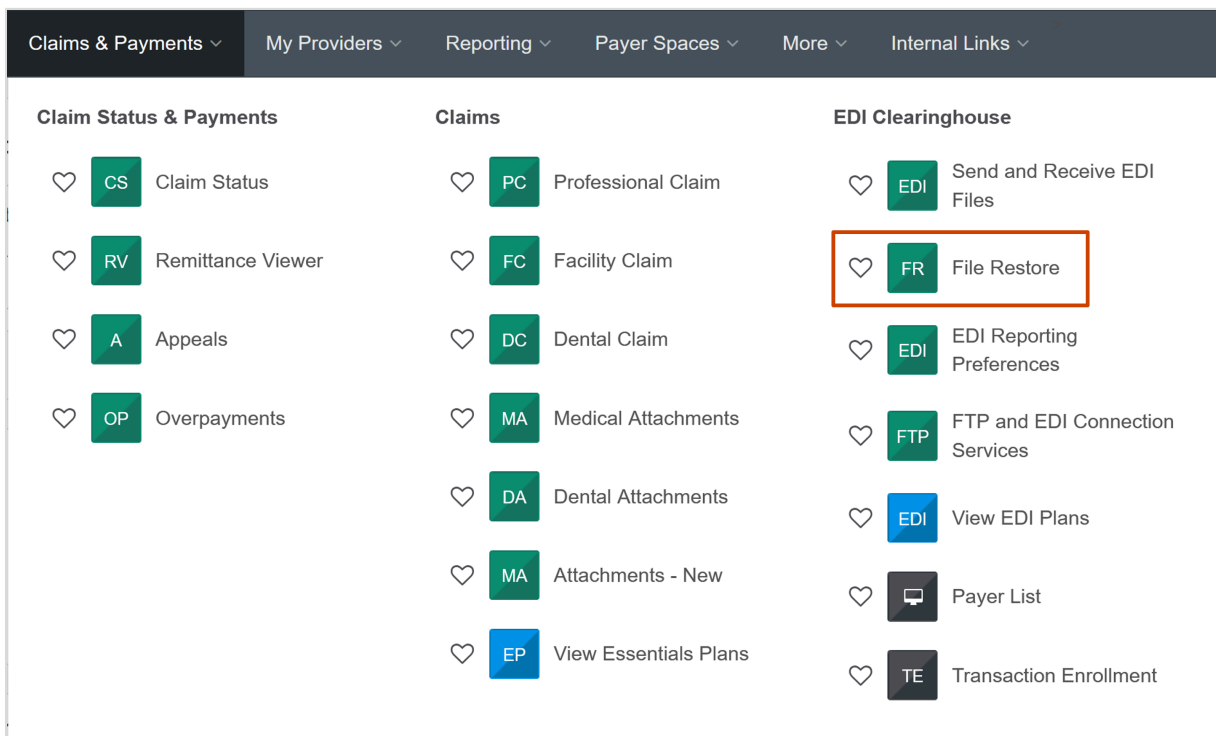 Claims & Payments My Providers Reporting Payer Spaces More Internal Links
Claim Status & Payments
CS Claim Status
RV Remittance Viewer
A Appeals
OP Overpayments
Claims
PC Professional Claim
FC Facility Claim
DC Dental Claim
MA Medical Attachments
DA Dental Attachments
MA Attachments - New
EP View Essentials Plans
EDI Clearinghouse
EDI Send and Receive EDI
Files
FR File Restore
EDI EDI Reporting
Preferences
FTP FTP and EDI Connection
Services
EDI View EDI Plans
Payer List
TE Transaction Enrollment